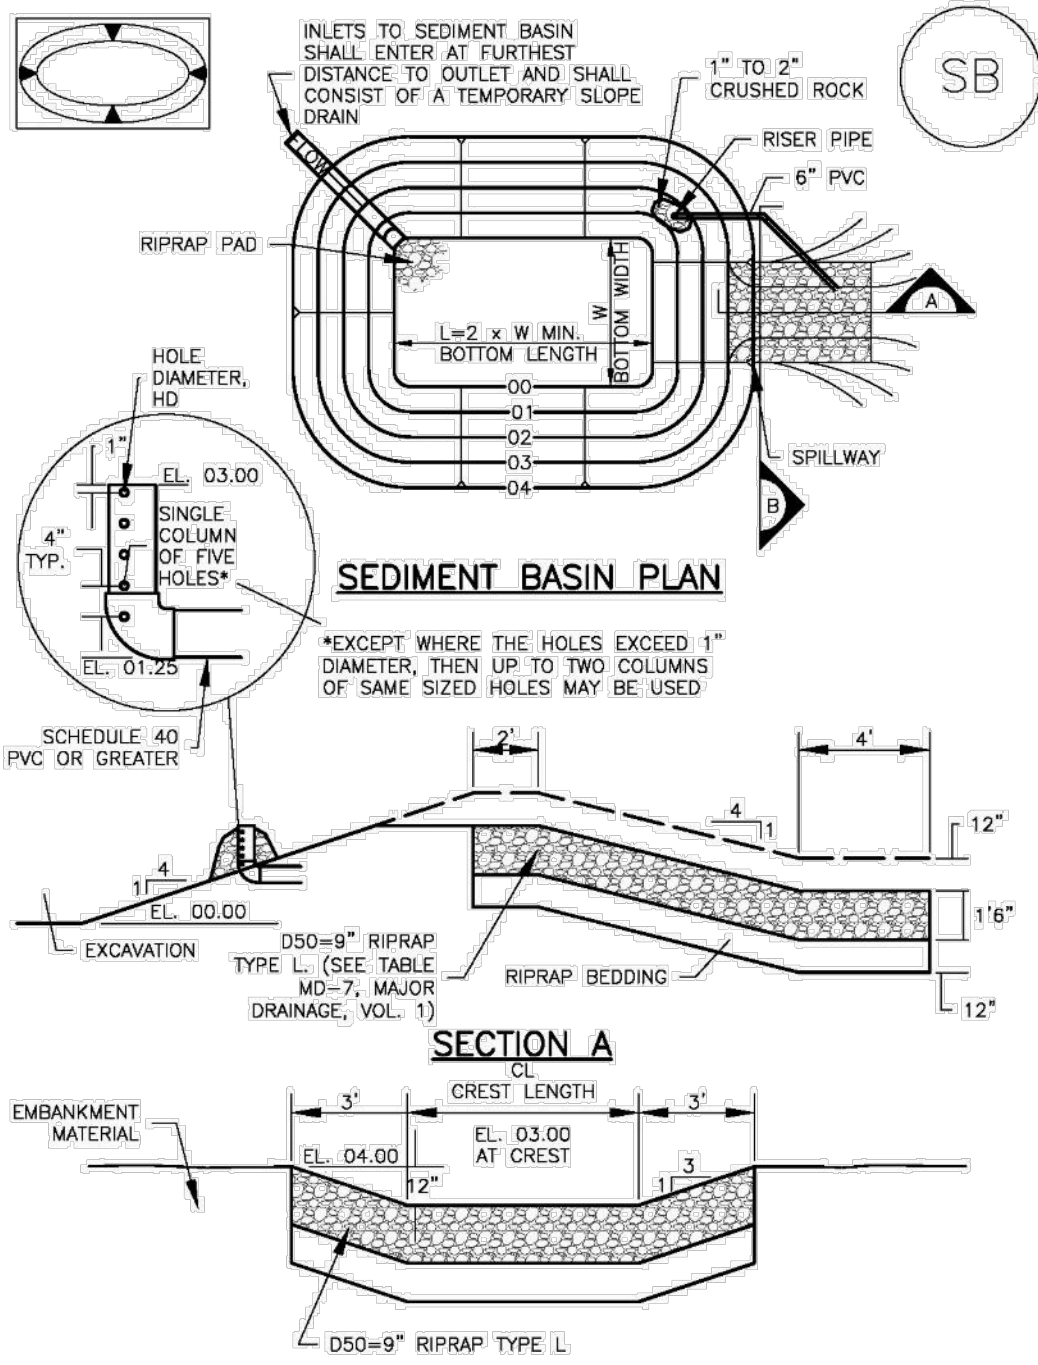 INLETS TO SEDIMENT BASIN
SHALL ENTER AT FURTHEST
DISTANCE TO OUTLET AND SHALL
CONSIST OF A TEMPORARY SLOPE
DRAIN
1" TO 2"
CRUSHED ROCK
SB
RISER PIPE
6" PVC
FLOW
RIPRAP PAD
W
BOTTOM WIDTH
A
L=2 x W MIN.
BOTTOM LENGTH
00
01
02
03
04
SPILLWAY
B
HOLE
DIAMETER,
HD
1"
EL. 03.00
4"
TYP.
SINGLE
COLUMN
OF FIVE
HOLES*
EL. 01.25
SEDIMENT BASIN PLAN
*EXCEPT WHERE THE HOLES EXCEED 1"
DIAMETER, THEN UP TO TWO COLUMNS
OF SAME SIZED HOLES MAY BE USED
SCHEDULE 40
PVC OR GREATER
2'
4'
4
1
12"
4
1
EL. 00.00
EXCAVATION
1'6"
D50=9" RIPRAP
TYPE L. (SEE TABLE
MD-7, MAJOR
DRAINAGE, VOL. 1)
RIPRAP BEDDING
12"
SECTION A
CL
CREST LENGTH
3'
3'
EMBANKMENT
MATERIAL
EL. 04.00
EL. 03.00
AT CREST
12"
3
1
D50=9" RIPRAP TYPE L